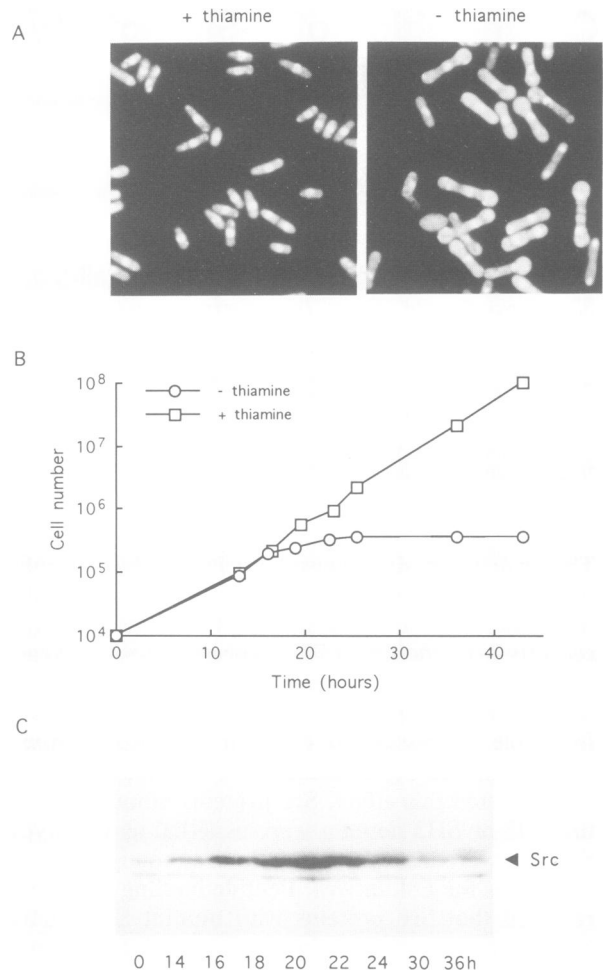 + thiamine
- thiamine
A
B
10⁸
10⁷
10⁶
10⁵
10⁴
Cell number
- thiamine
+ thiamine
0 10 20 30 40
Time (hours)
C
Src
0 14 16 18 20 22 24 30 36h